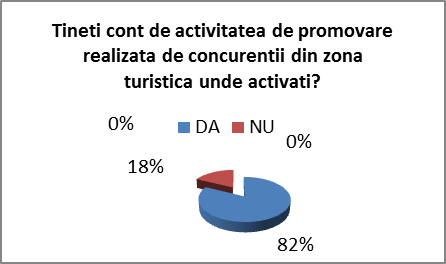 Tineti cont de activitatea de promovare
realizata de concurentii din zona
turistica unde activati?
0%
DA NU
0%
18%
82%